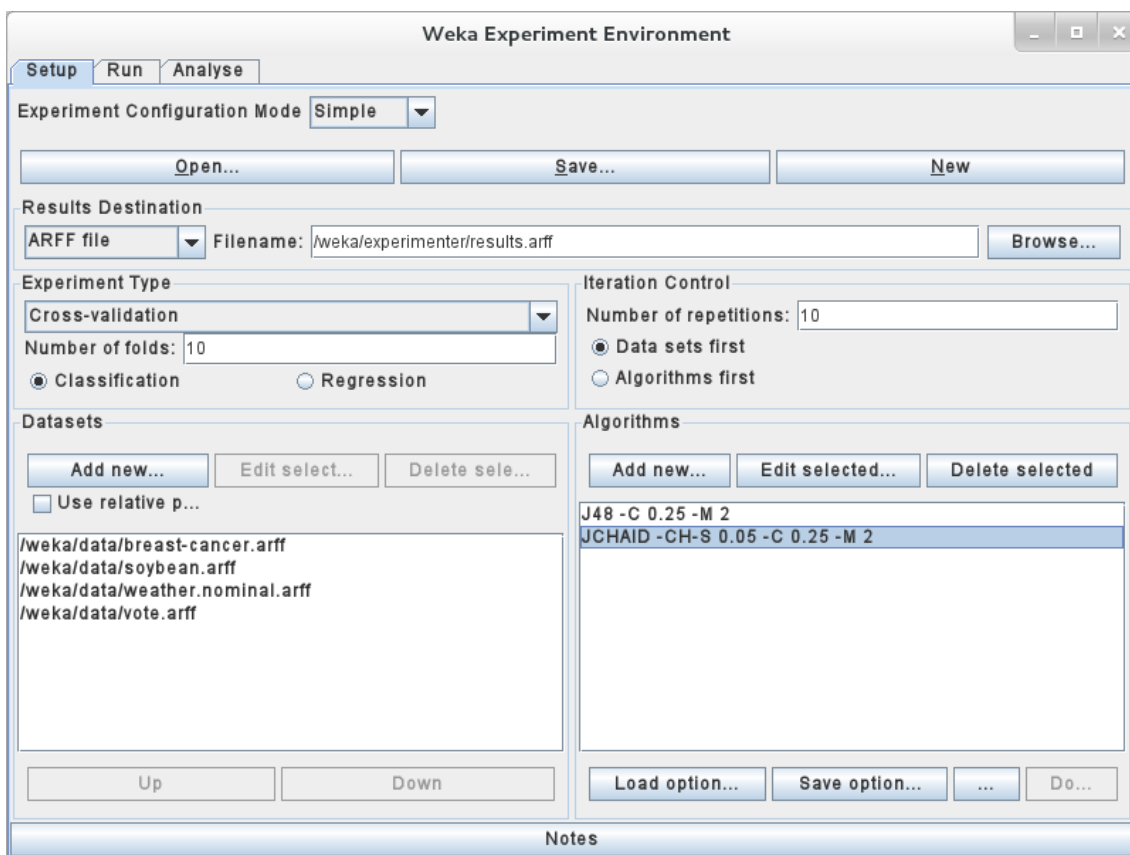 Weka Experiment Environment
Setup Run Analyse
Experiment Configuration Mode Simple
Open... Save... New
Results Destination
ARFF file Filename: /weka/experimenter/results.arff Browse...
Experiment Type
Cross-validation
Number of folds: 10
Classification Regression
Iteration Control
Number of repetitions: 10
Data sets first
Algorithms first
Datasets
Add new... Edit select... Delete sele...
Use relative p...
/weka/data/breast-cancer.arff
/weka/data/soybean.arff
/weka/data/weather.nominal.arff
/weka/data/vote.arff
Up Down
Algorithms
Add new... Edit selected... Delete selected
J48 -C 0.25 -M 2
JCHAID -CH-S 0.05 -C 0.25 -M 2
Load option... Save option... ... Do...
Notes